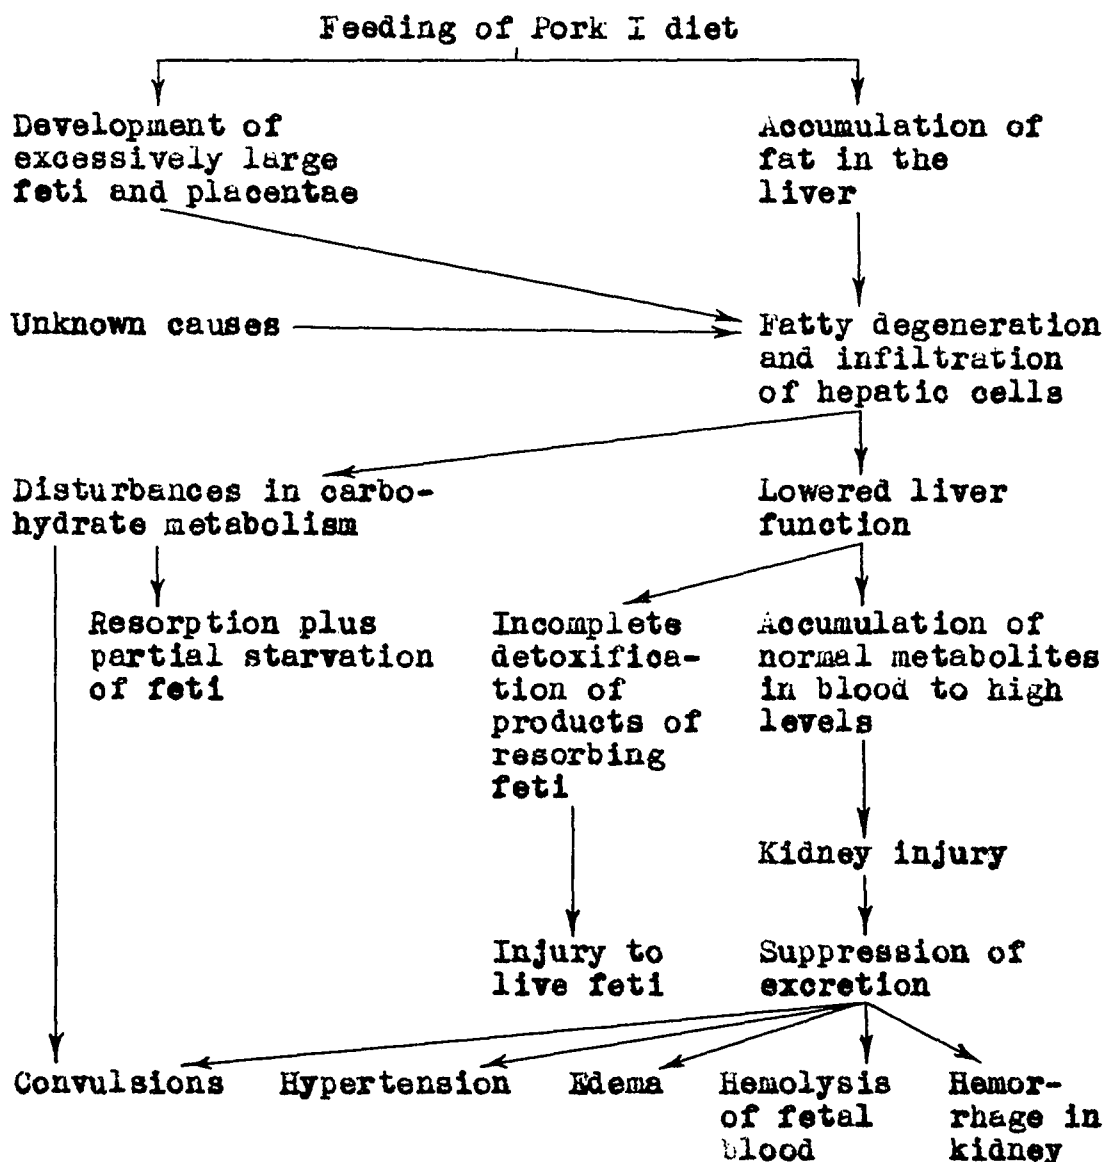 Feeding of Pork I diet
Development of
excessively large
feti and placentae
Accumulation of
fat in the
liver
Unknown causes
Fatty degeneration
and infiltration
of hepatic cells
Disturbances in carbo-
hydrate metabolism
Lowered liver
function
Resorption plus
partial starvation
of feti
Incomplete
detoxifica-
tion of
products of
resorbing
feti
Accumulation of
normal metabolites
in blood to high
levels
Kidney injury
Injury to
live feti
Suppression of
excretion
Convulsions
Hypertension
Edema
Hemolysis
of fetal
blood
Hemor-
rhage in
kidney